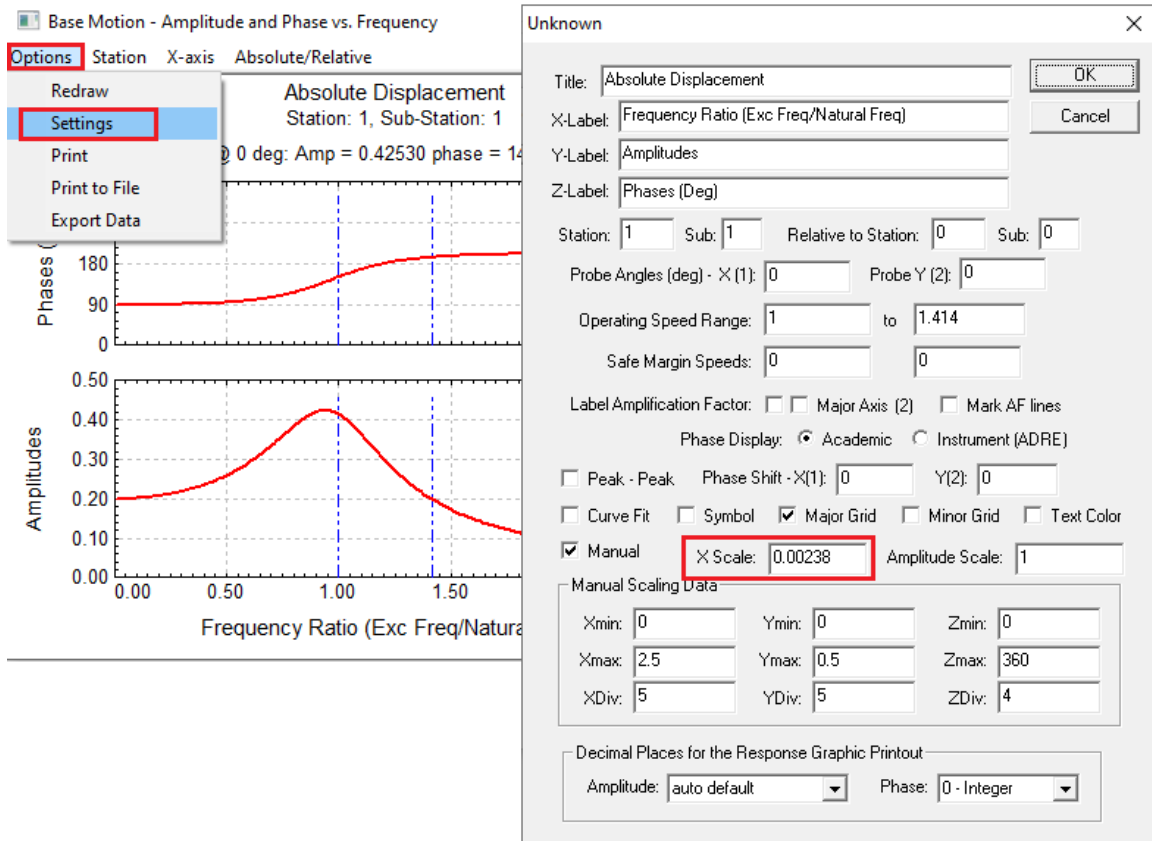 Base Motion - Amplitude and Phase vs. Frequency
Options Station X-axis Absolute/Relative
Redraw
Settings
Print
Print to File
Export Data
Absolute Displacement
Station: 1, Sub-Station: 1
0 deg: Amp = 0.42530 phase = 14
Phases
180
90
0
Amplitudes
0.50
0.40
0.30
0.20
0.10
0.00
0.00 0.50 1.00 1.50
Frequency Ratio (Exc Freq/Natura
Unknown
Title: Absolute Displacement
OK
X-Label: Frequency Ratio (Exc Freq/Natural Freq)
Cancel
Y-Label: Amplitudes
Z-Label: Phases (Deg)
Station: 1 Sub: 1 Relative to Station: 0 Sub: 0
Probe Angles (deg) - X (1): 0 Probe Y (2): 0
Operating Speed Range: 1 to 1.414
Safe Margin Speeds: 0 0
Label Amplification Factor: Major Axis (2) Mark AF lines
Phase Display: Academic Instrument (ADRE)
Peak - Peak Phase Shift - X(1): 0 Y(2): 0
Curve Fit Symbol Major Grid Minor Grid Text Color
Manual X Scale: 0.00238 Amplitude Scale: 1
Manual Scaling Data
Xmin: 0 Ymin: 0 Zmin: 0
Xmax: 2.5 Ymax: 0.5 Zmax: 360
XDiv: 5 YDiv: 5 ZDiv: 4
Decimal Places for the Response Graphic Printout
Amplitude: auto default Phase: 0 - Integer